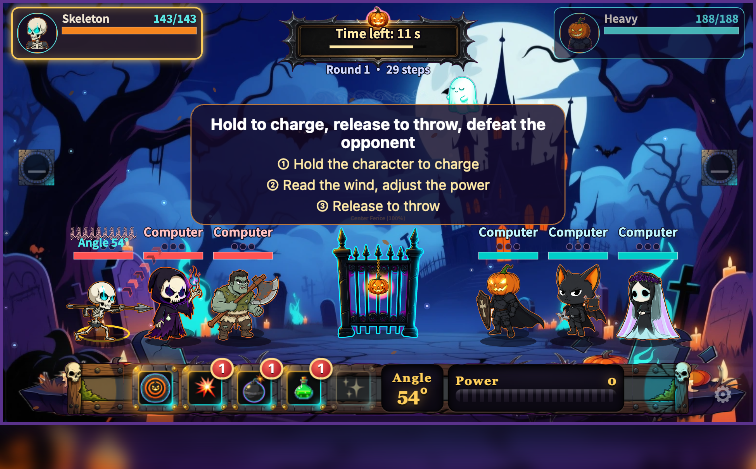 Skeleton 143/143
Time left: 11 s
Heavy 188/188
Round 1 • 29 steps
Hold to charge, release to throw, defeat the
opponent
① Hold the character to charge
② Read the wind, adjust the power
③ Release to throw
Computer Computer Computer Computer Computer
Angle 54°
1 1 1
Angle
54°
Power 0